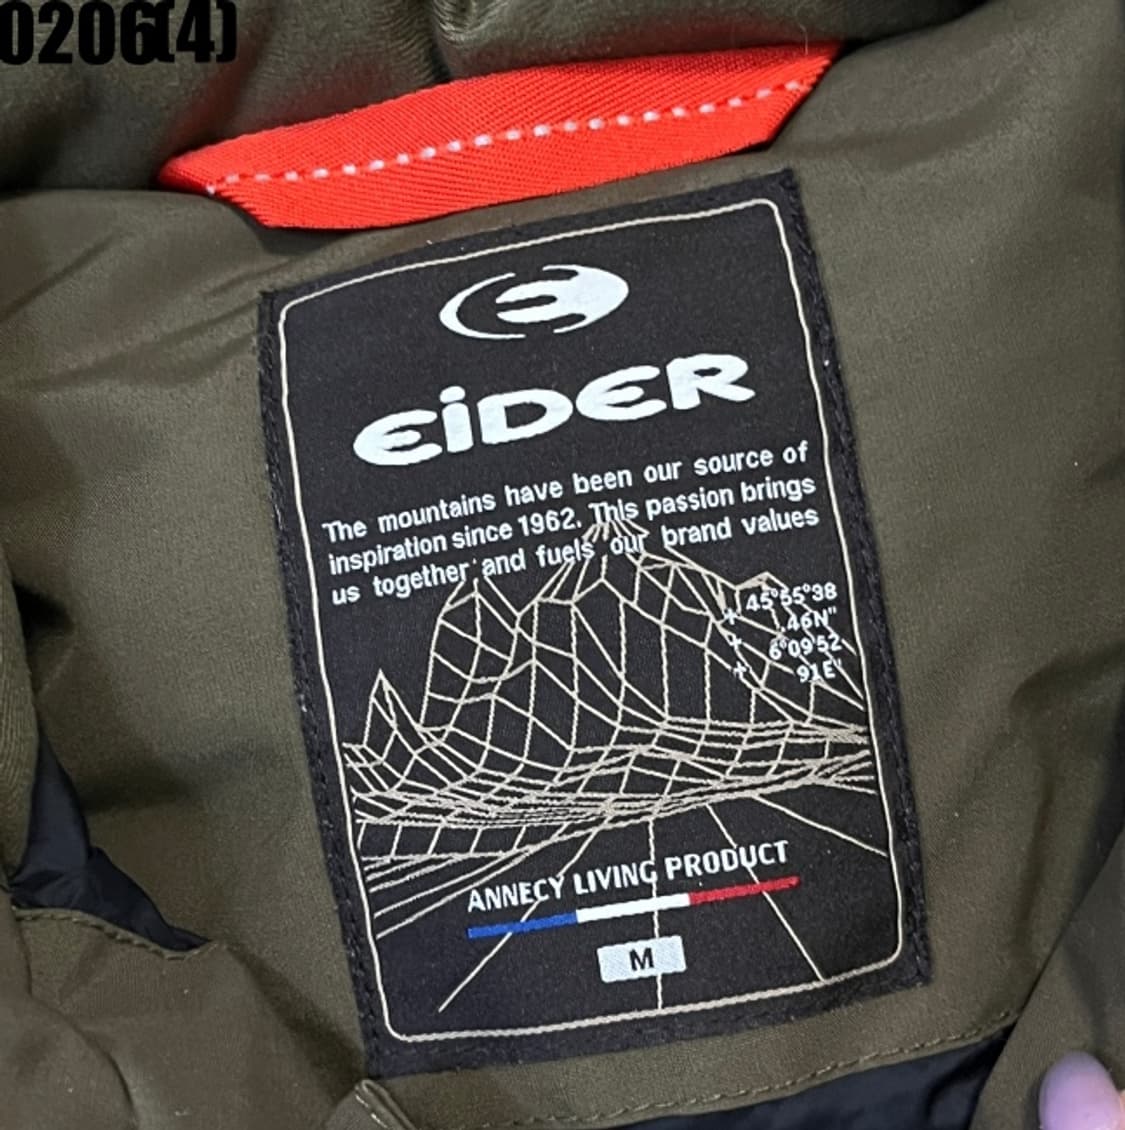 0206(4)
EiDER
The mountains have been our source of
inspiration since 1962. This passion brings
us together and fuels our brand values
45°55°38
.46N"
6°09'52
91E'
ANNECY LIVING PRODUCT
M